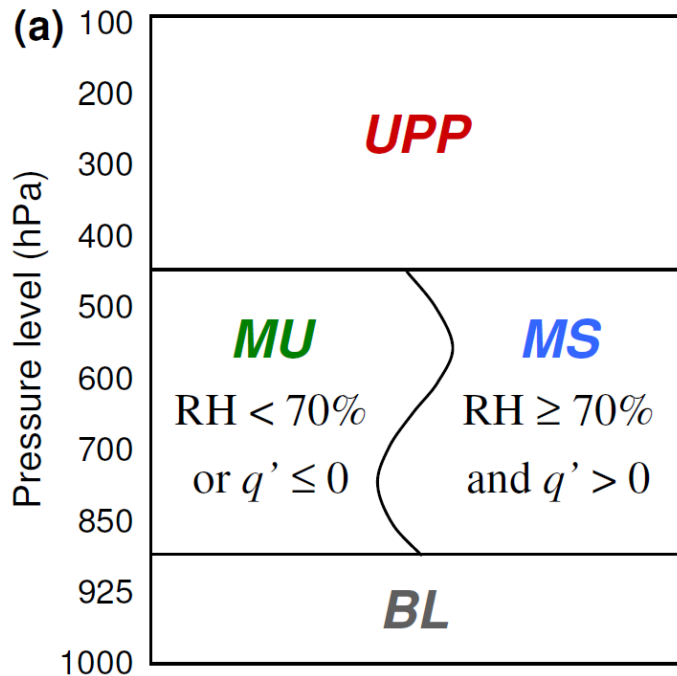 (a)
Pressure level (hPa)
100
200
300
400
500
600
700
850
925
1000
UPP
MU
RH < 70%
or q’ ≤ 0
MS
RH ≥ 70%
and q’ > 0
BL